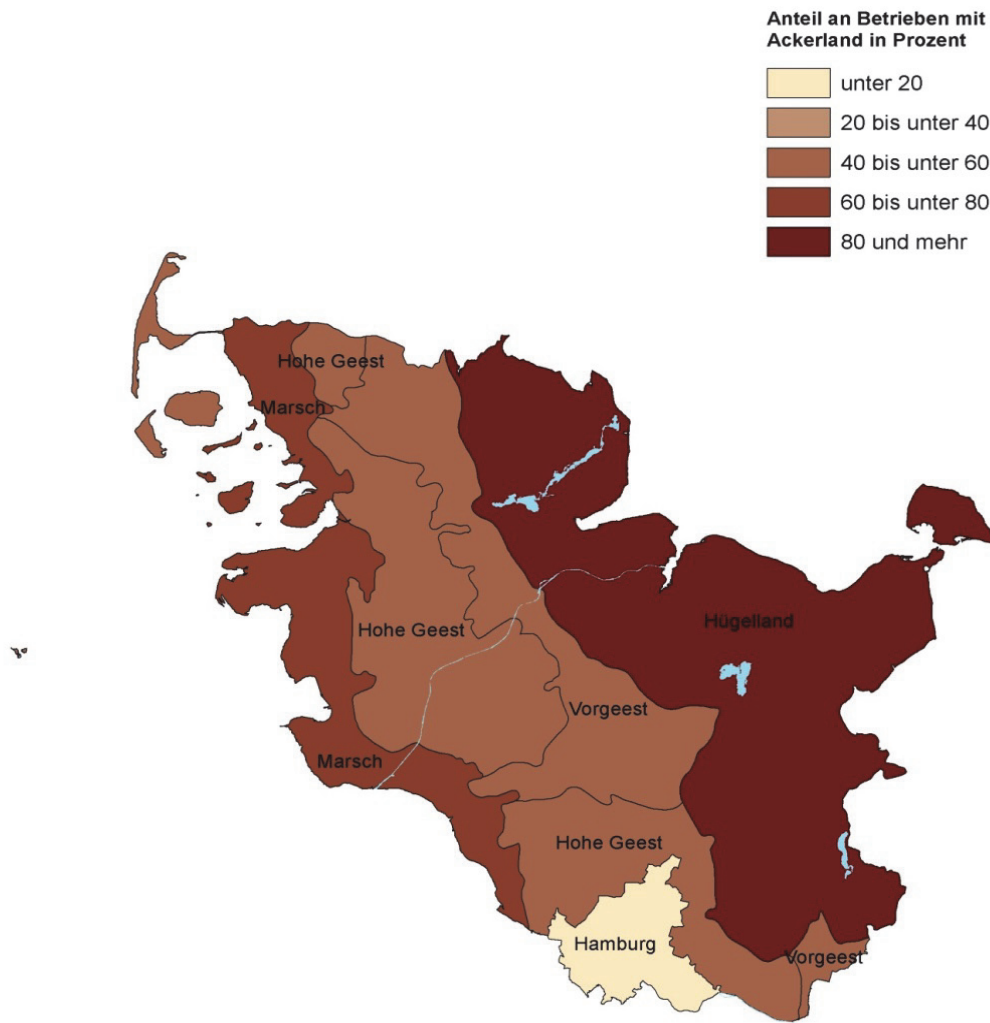 Anteil an Betrieben mit
Ackerland in Prozent
unter 20
20 bis unter 40
40 bis unter 60
60 bis unter 80
80 und mehr
Hohe Geest
Marsch
Hügelland
Hohe Geest
Vorgeest
Marsch
Hohe Geest
Hamburg
Vorgeest